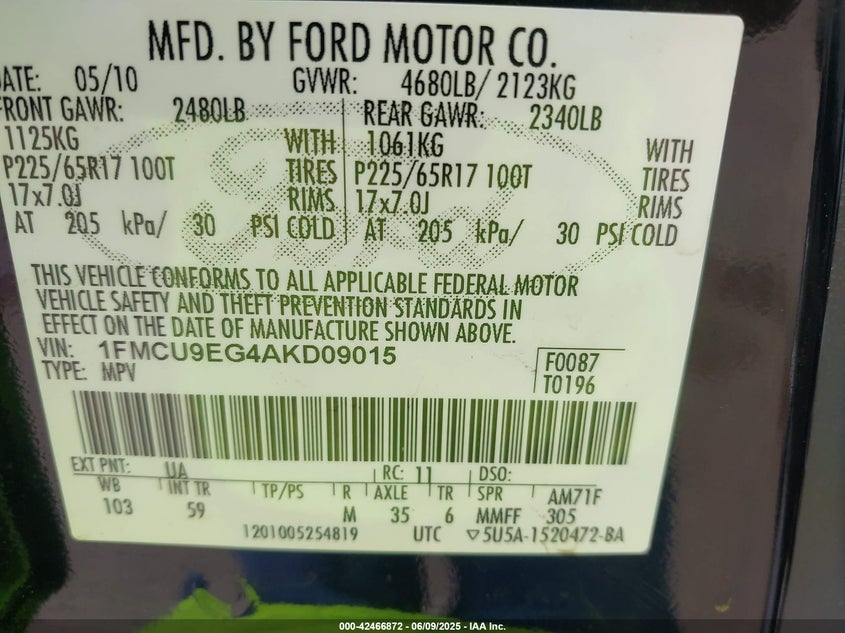 MFD. BY FORD MOTOR CO.
DATE: 05/10 GVWR: 4680LB/ 2123KG
FRONT GAWR: 2480LB REAR GAWR: 2340LB
1125KG WITH 1061KG WITH
P225/65R17 100T TIRES P225/65R17 100T TIRES
17x7.0J RIMS 17x7.0J RIMS
AT 205 kPa/ 30 PSI COLD AT 205 kPa/ 30 PSI COLD
Ford
THIS VEHICLE CONFORMS TO ALL APPLICABLE FEDERAL MOTOR
VEHICLE SAFETY AND THEFT PREVENTION STANDARDS IN
EFFECT ON THE DATE OF MANUFACTURE SHOWN ABOVE.
VIN: 1FMCU9EG4AKD09015 F0087
TYPE: MPV T0196
EXT PNT: UA RC: 11 DSO:
WB INT TR TP/PS R AXLE TR SPR AM71F
103 59 M 35 6 MMFF 305
1201005254819 UTC ▽5U5A-1520472-BA
000-42466872 / 06/09/2025 / IAA Inc.